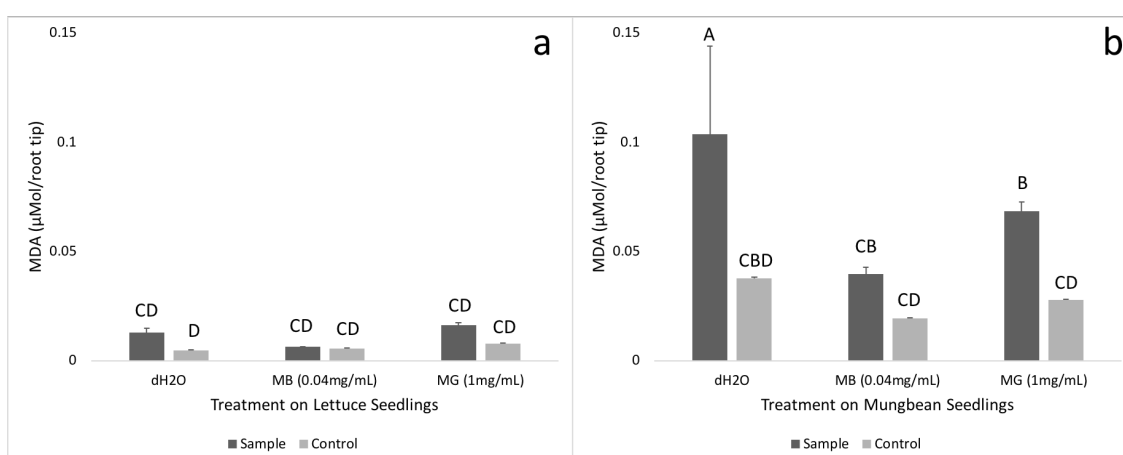 a
MDA (µMol/root tip)
0.15
0.1
0.05
0
CD
D
CD
CD
CD
CD
dH2O
MB (0.04mg/mL)
MG (1mg/mL)
Treatment on Lettuce Seedlings
Sample
Control
b
MDA (µMol/root tip)
0.15
0.1
0.05
0
A
CBD
CB
CD
B
CD
dH2O
MB (0.04mg/mL)
MG (1mg/mL)
Treatment on Mungbean Seedlings
Sample
Control